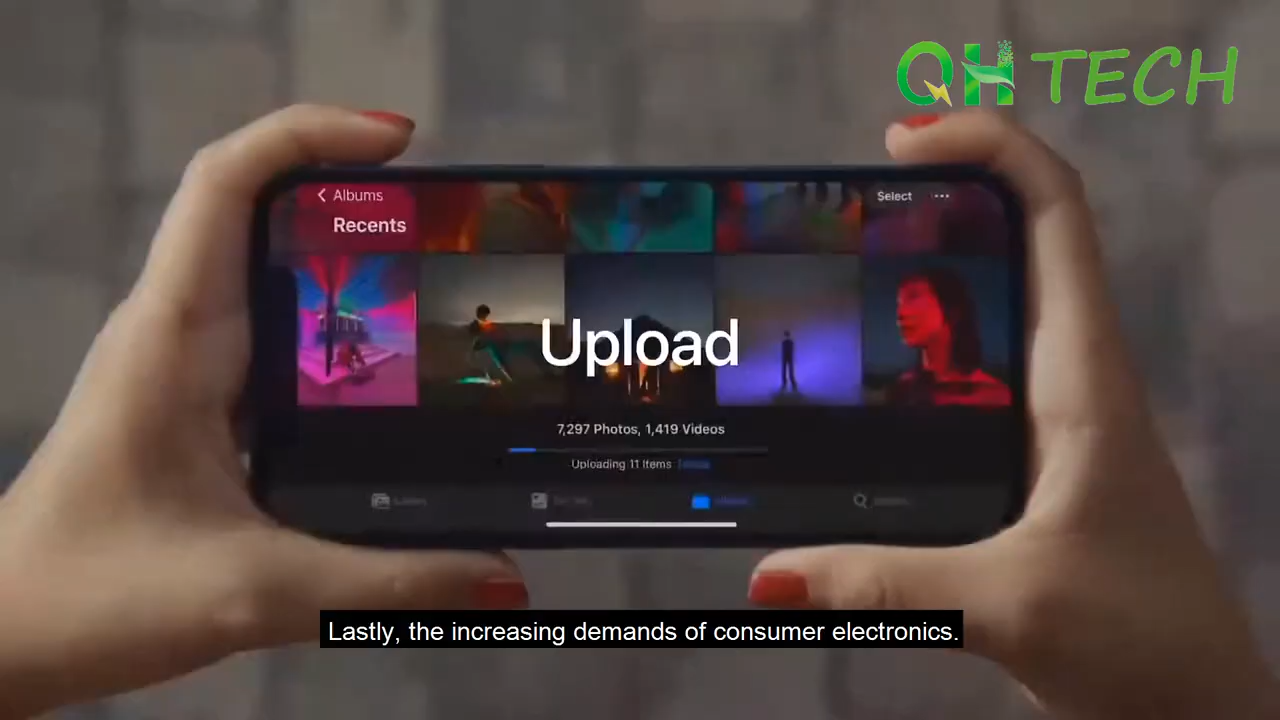 QH TECH
Albums
Select
Recents
Upload
7,297 Photos, 1,419 Videos
Uploading 11 Items
Lastly, the increasing demands of consumer electronics.